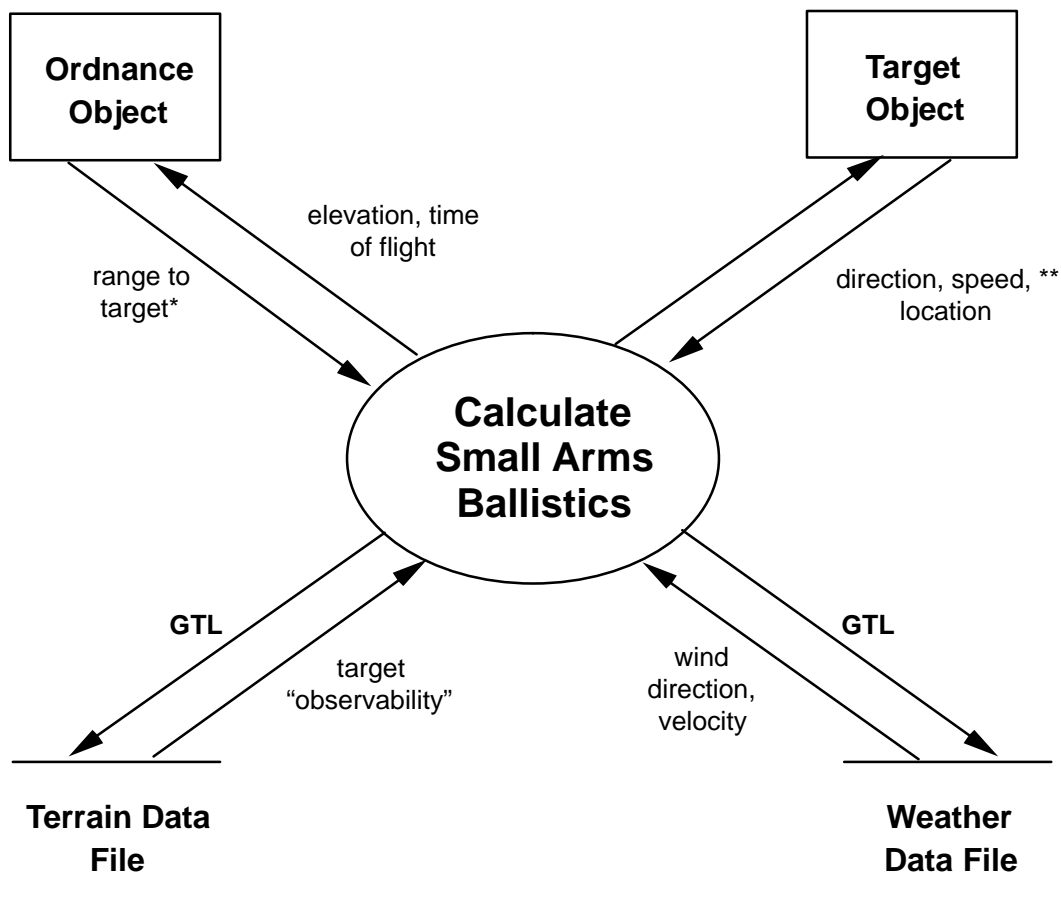 Ordnance
Object
Target
Object
elevation, time
of flight
range to
target*
direction, speed, **
location
Calculate
Small Arms
Ballistics
GTL
GTL
target
“observability”
wind
direction,
velocity
Terrain Data
File
Weather
Data File